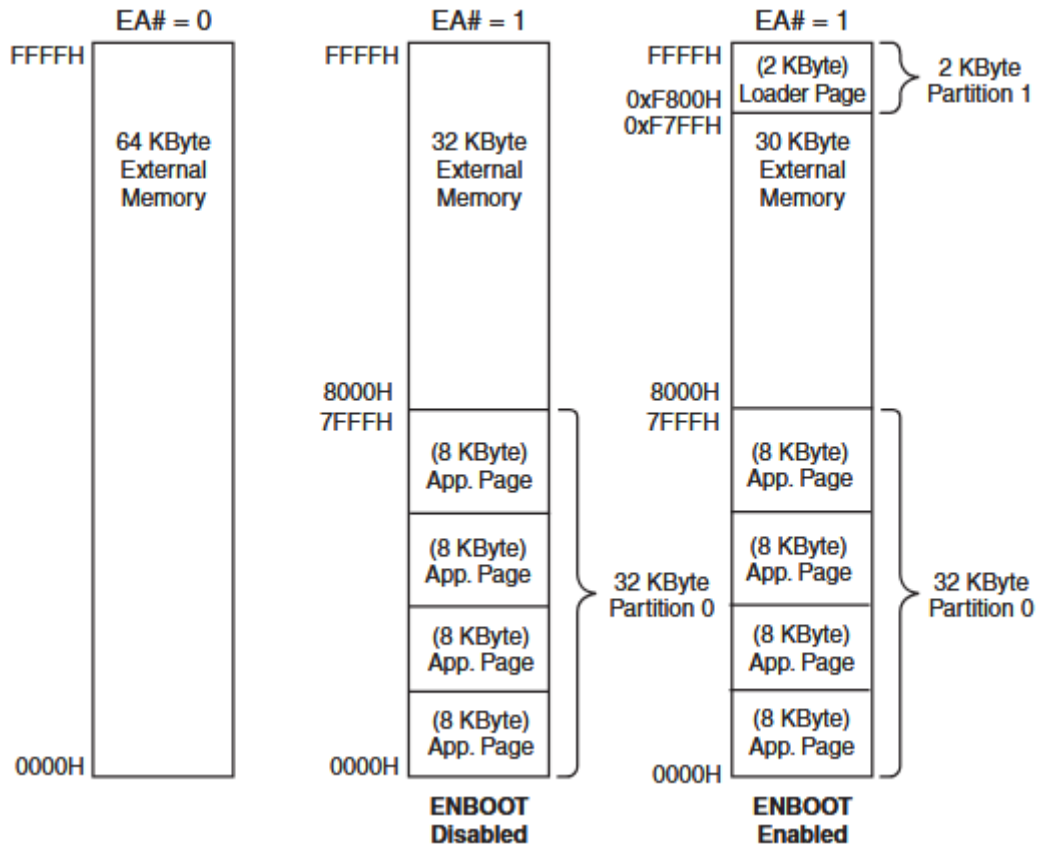 EA# = 0
FFFFH
64 KByte
External
Memory
0000H
EA# = 1
FFFFH
32 KByte
External
Memory
8000H
7FFFH
(8 KByte)
App. Page
(8 KByte)
App. Page
(8 KByte)
App. Page
(8 KByte)
App. Page
0000H
32 KByte
Partition 0
ENBOOT
Disabled
EA# = 1
FFFFH
(2 KByte)
Loader Page
0xF800H
0xF7FFH
2 KByte
Partition 1
30 KByte
External
Memory
8000H
7FFFH
(8 KByte)
App. Page
(8 KByte)
App. Page
(8 KByte)
App. Page
(8 KByte)
App. Page
0000H
32 KByte
Partition 0
ENBOOT
Enabled